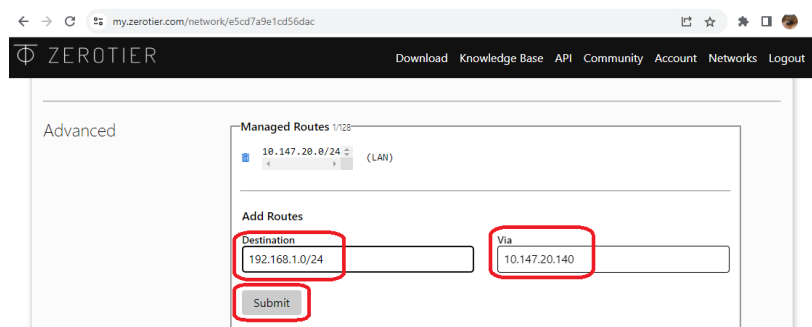 my.zerotier.com/network/e5cd7a9e1cd56dac
ZEROTIER
Download Knowledge Base API Community Account Networks Logout
Advanced
Managed Routes 1/128
10.147.20.0/24 (LAN)
Add Routes
Destination Via
192.168.1.0/24 10.147.20.140
Submit